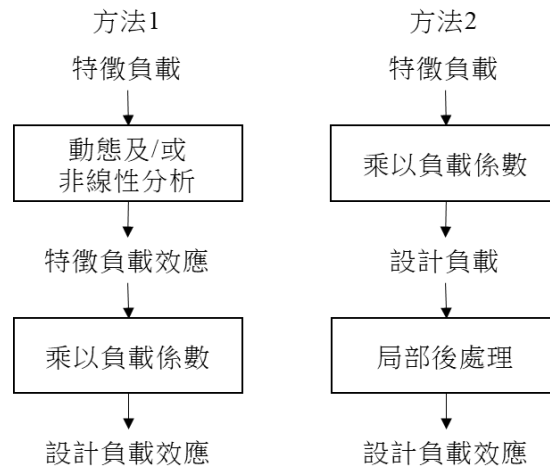 方法1
特徵負載
動態及/或
非線性分析
特徵負載效應
乘以負載係數
設計負載效應
方法2
特徵負載
乘以負載係數
設計負載
局部後處理
設計負載效應